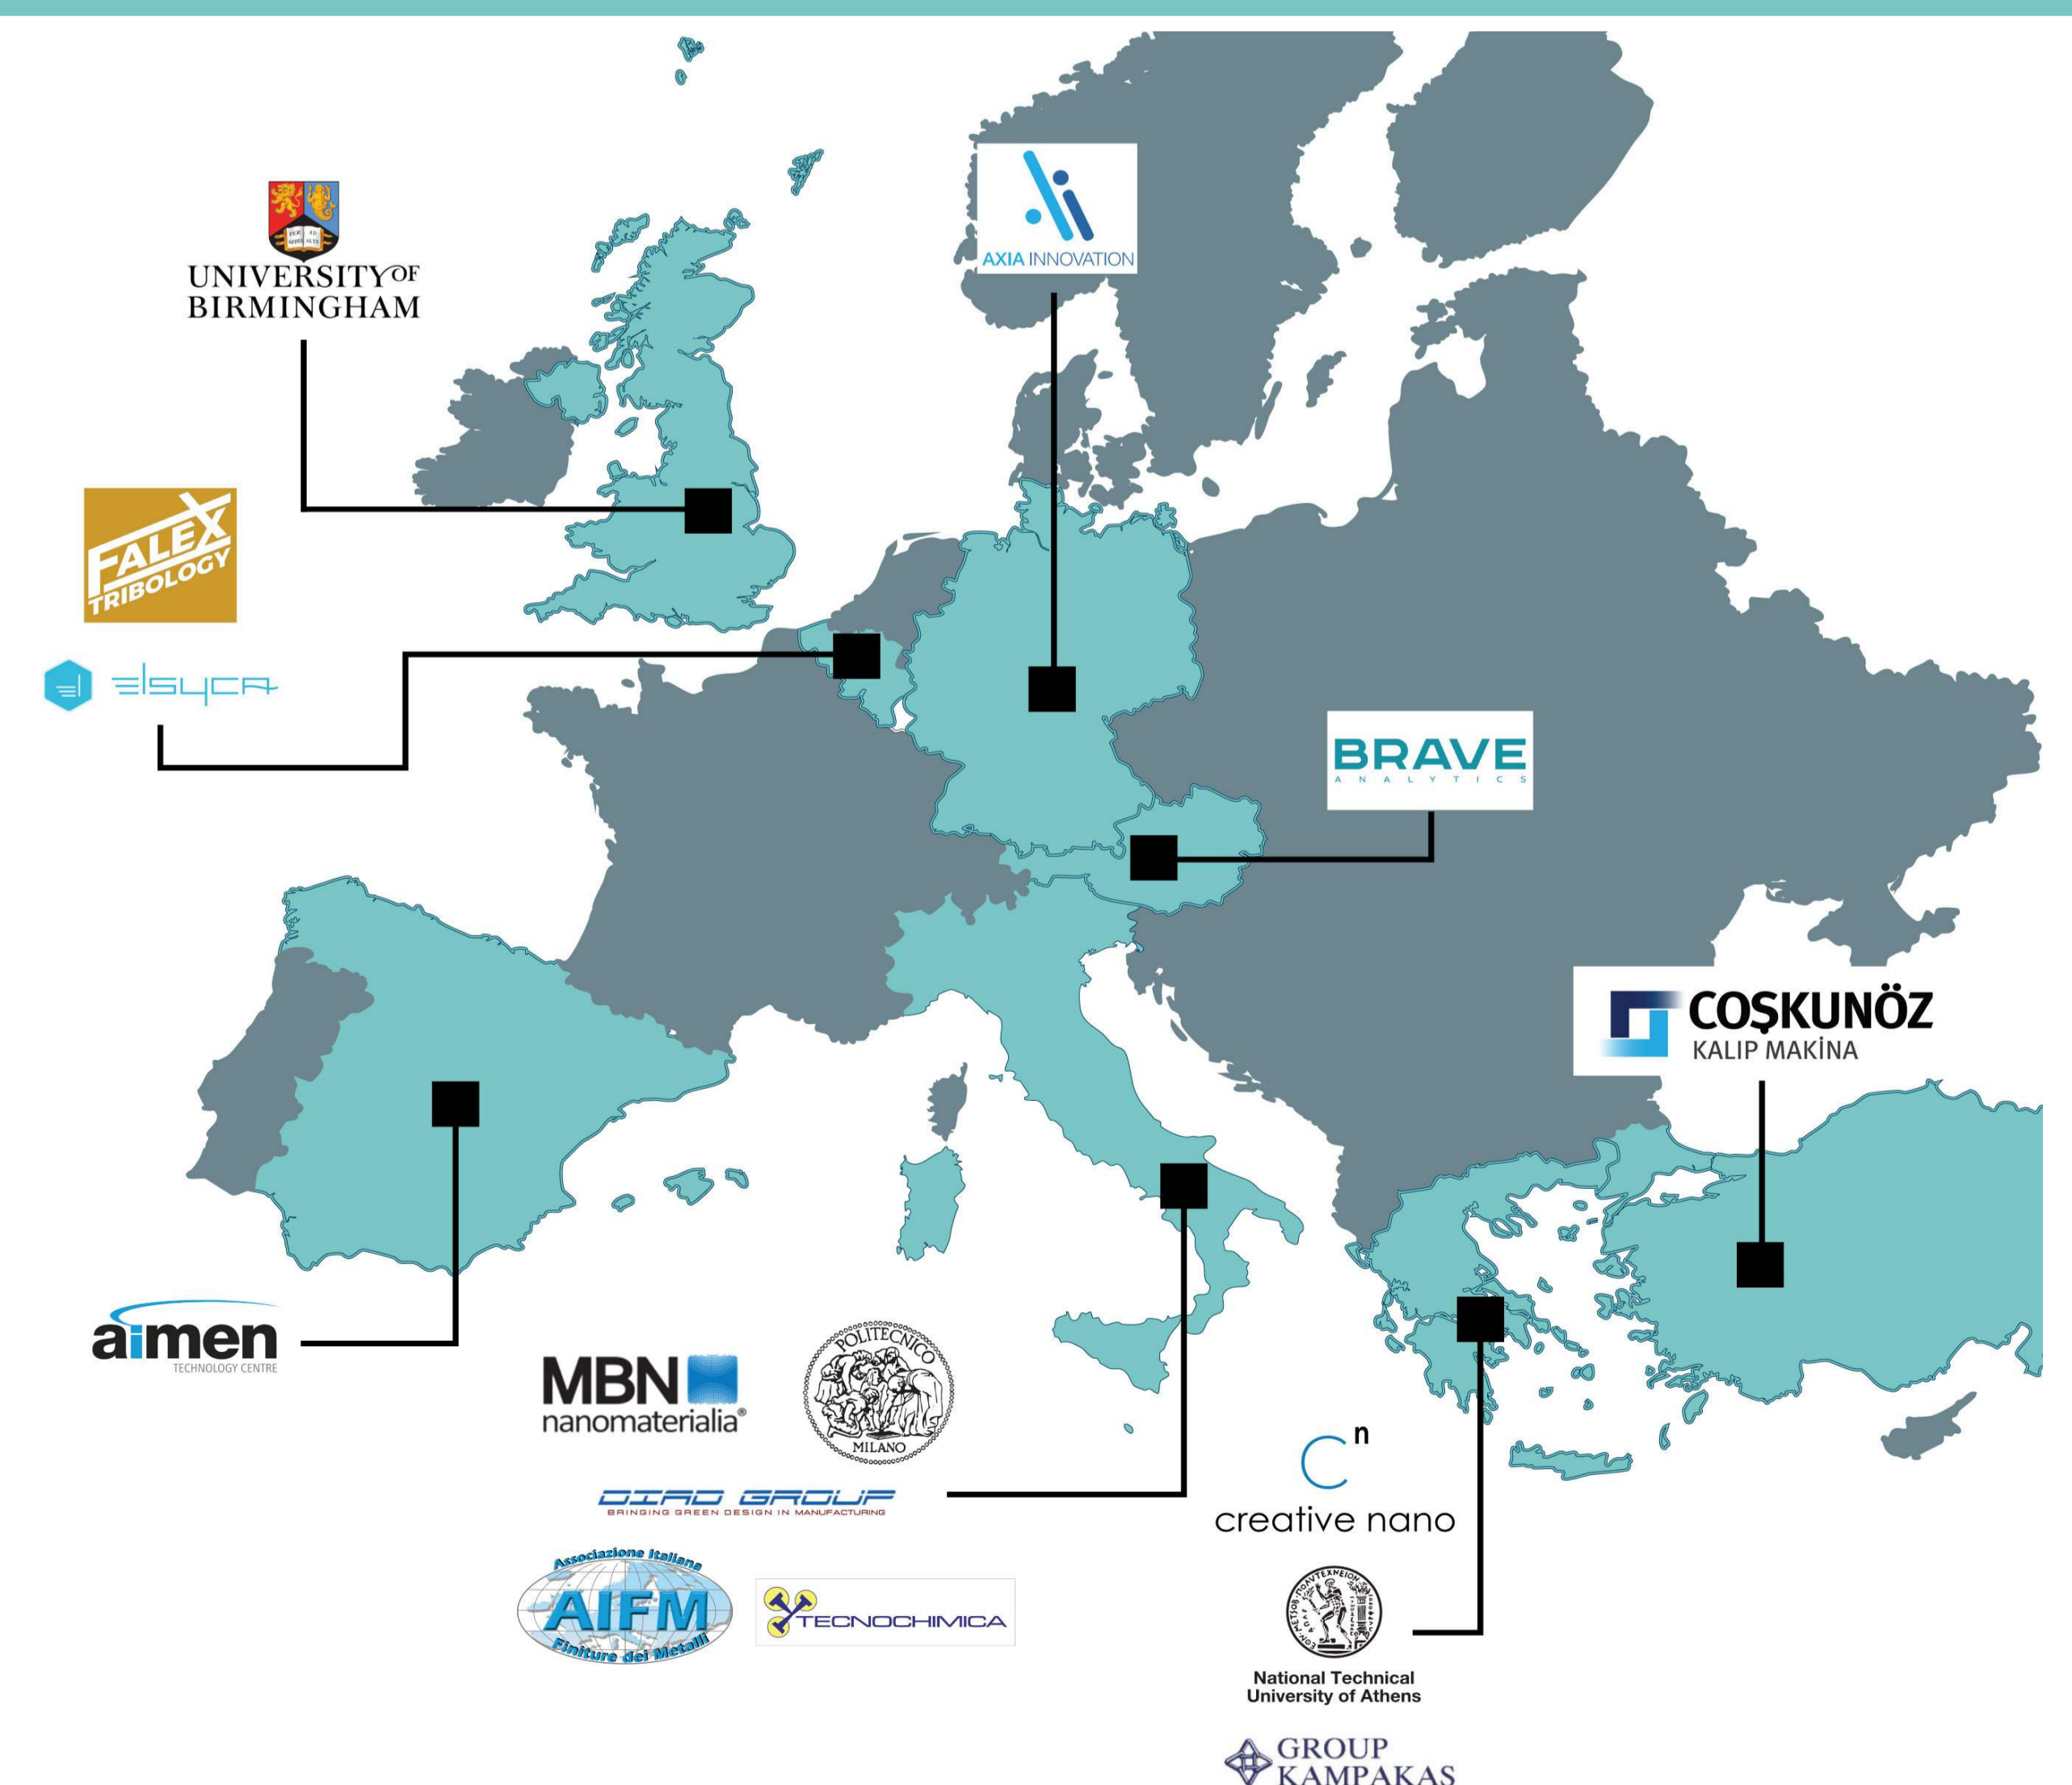 UNIVERSITY OF
BIRMINGHAM
AXIA INNOVATION
FALEX
TRIBOLOGY
elsyca
BRAVE
ANALYTICS
COŞKUNÖZ
KALIP MAKİNA
aimen
TECHNOLOGY CENTRE
MBN
nanomaterialia®
POLITECNICO
MILANO
DIAD GROUP
BRINGING GREEN DESIGN IN MANUFACTURING
Associazione Italiana
AIFM
Finiture dei Metalli
TECNOCHIMICA
Cn
creative nano
National Technical
University of Athens
GROUP
KAMPAKAS